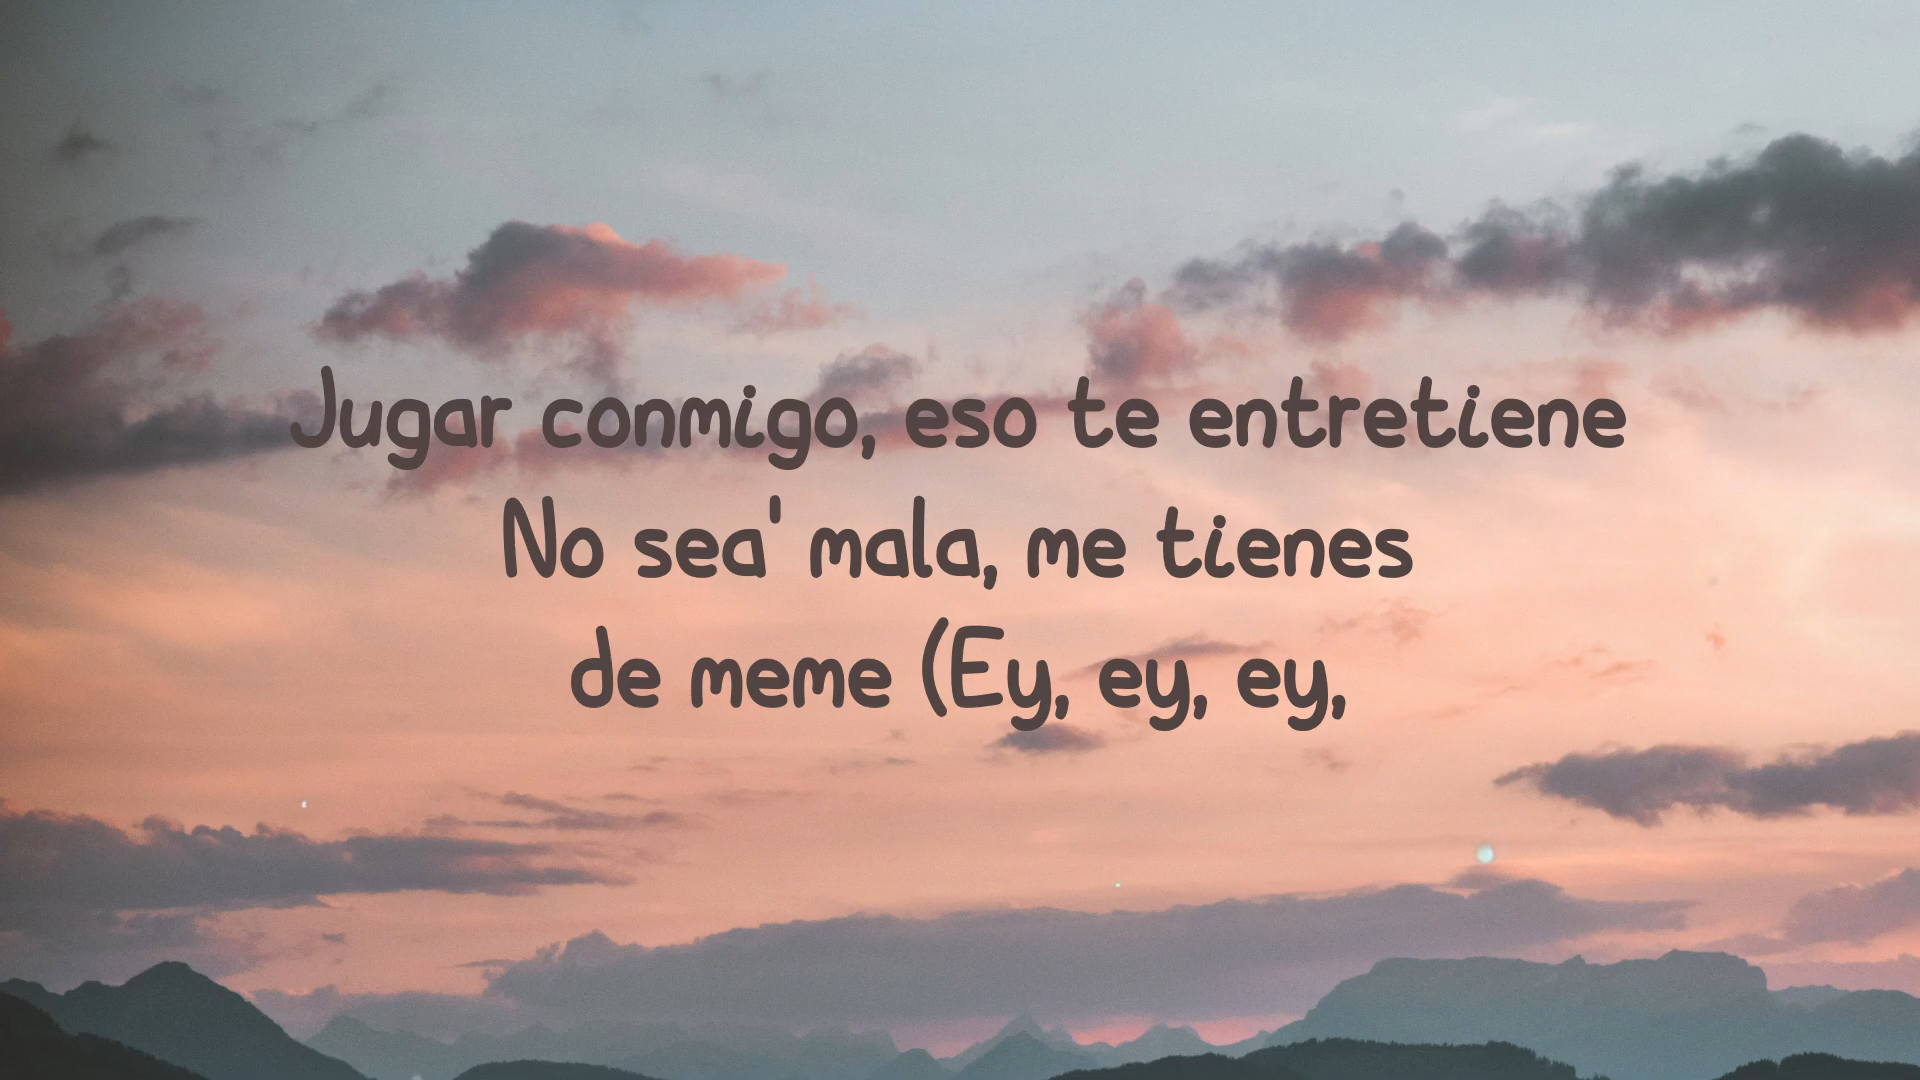 Jugar conmigo, eso te entretiene
No sea' mala, me tienes
de meme (Ey, ey, ey,